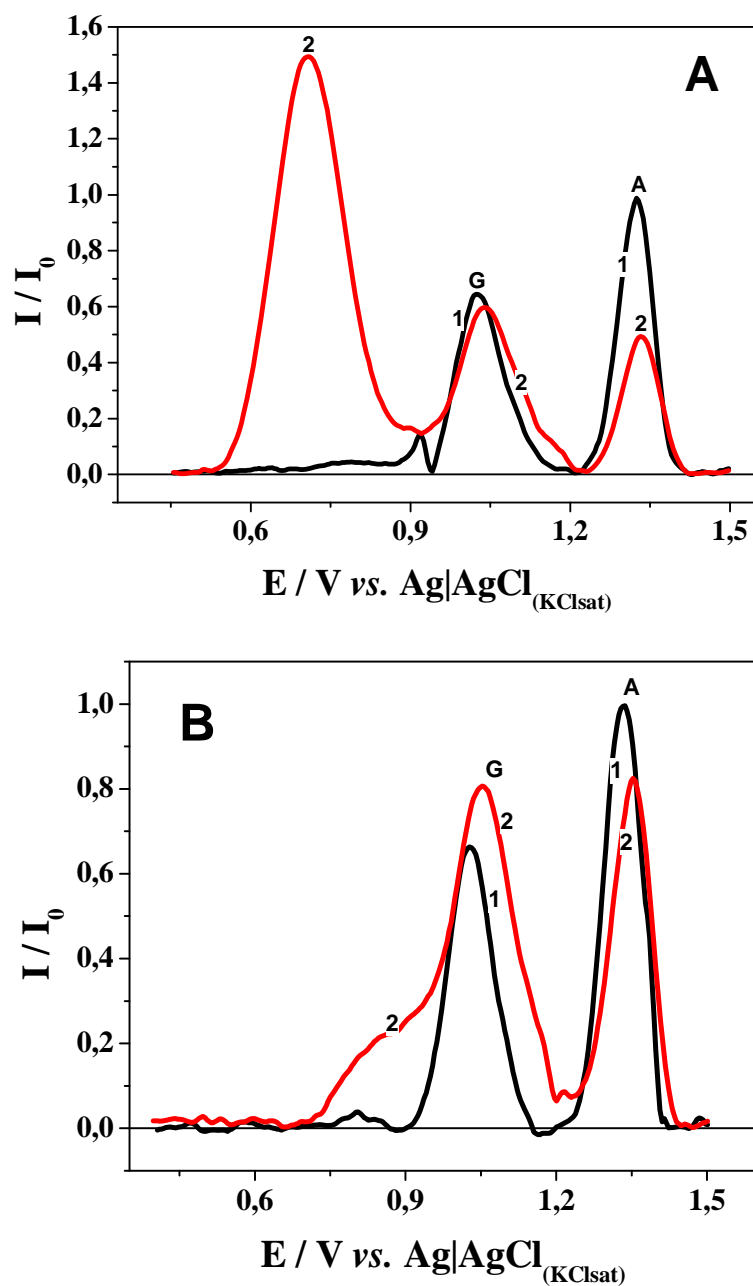 1,6
2
A
1,4
1,2
1,0
A
0,8
1
G
0,6
1
2
0,4
2
0,2
0,0
I / I0
0,6 0,9 1,2 1,5
E / V vs. Ag|AgCl(KClsat)
A
1,0
B
1
G
0,8
2
2
0,6
1
0,4
0,2
2
0,0
I / I0
0,6 0,9 1,2 1,5
E / V vs. Ag|AgCl(KClsat)